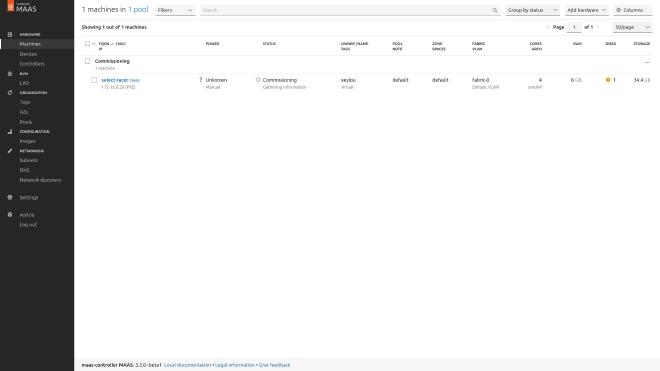 Canonical
MAAS
HARDWARE
Machines
Devices
Controllers
KVM
LXD
ORGANISATION
Tags
AZs
Pools
CONFIGURATION
Images
NETWORKING
Subnets
DNS
Network discovery
Settings
xeylou
Log out
1 machines in 1 pool
Filters
Search
Group by status
Add hardware
Columns
Showing 1 out of 1 machines
Page 1 of 1
50/page
FQDN | MAC
IP
POWER
STATUS
OWNER | NAME
TAGS
POOL
NOTE
ZONE
SPACES
FABRIC
VLAN
CORES
ARCH
RAM
DISKS
STORAGE
Commissioning
1 machine
select-racer.maas
172.16.0.20 (PXE)
? Unknown
Manual
Commissioning
Gathering information
xeylou
virtual
default
default
fabric-0
Default VLAN
4
amd64
8 GB
1
34.4 GB
maas-controller MAAS: 3.5.0~beta1 Local documentation • Legal information • Give feedback